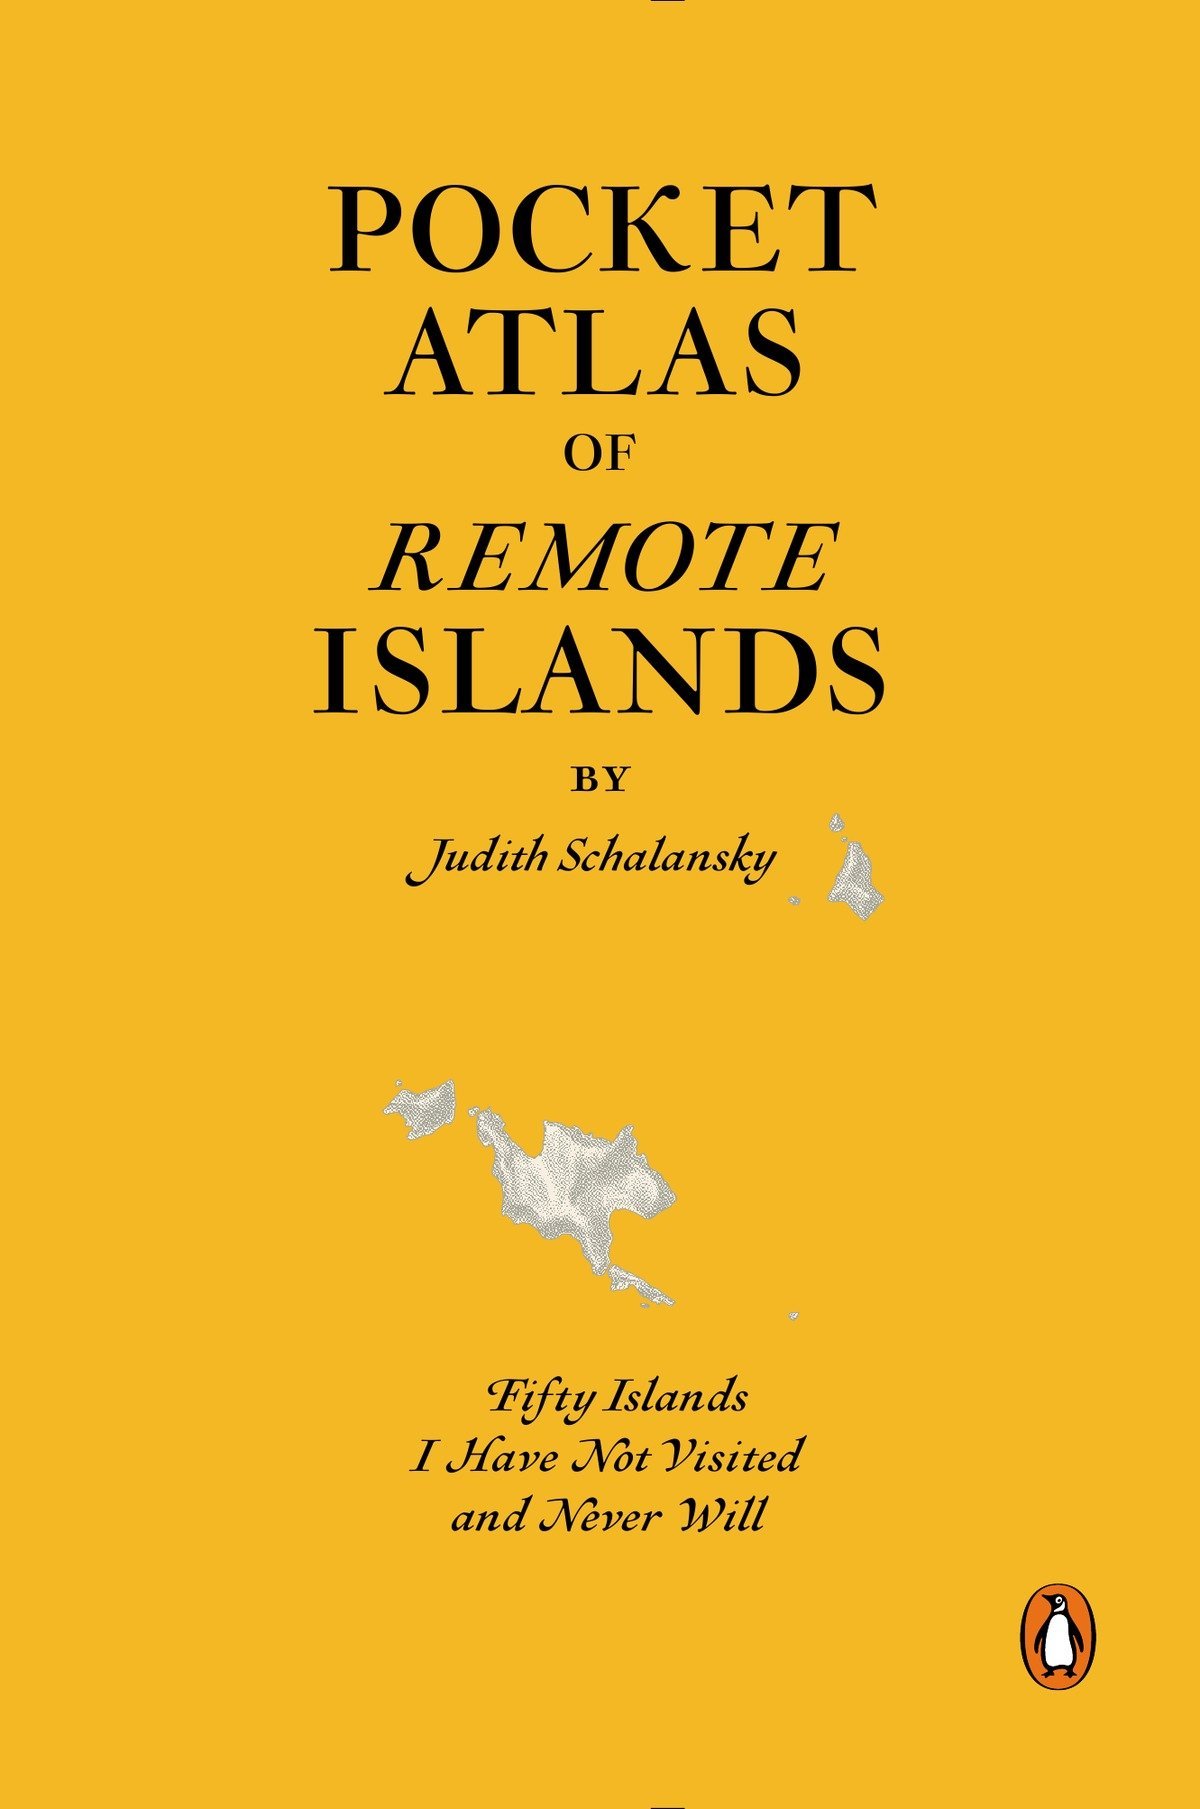 POCKET
ATLAS
OF
REMOTE
ISLANDS
BY
Judith Schalansky
Fifty Islands
I Have Not Visited
and Never Will